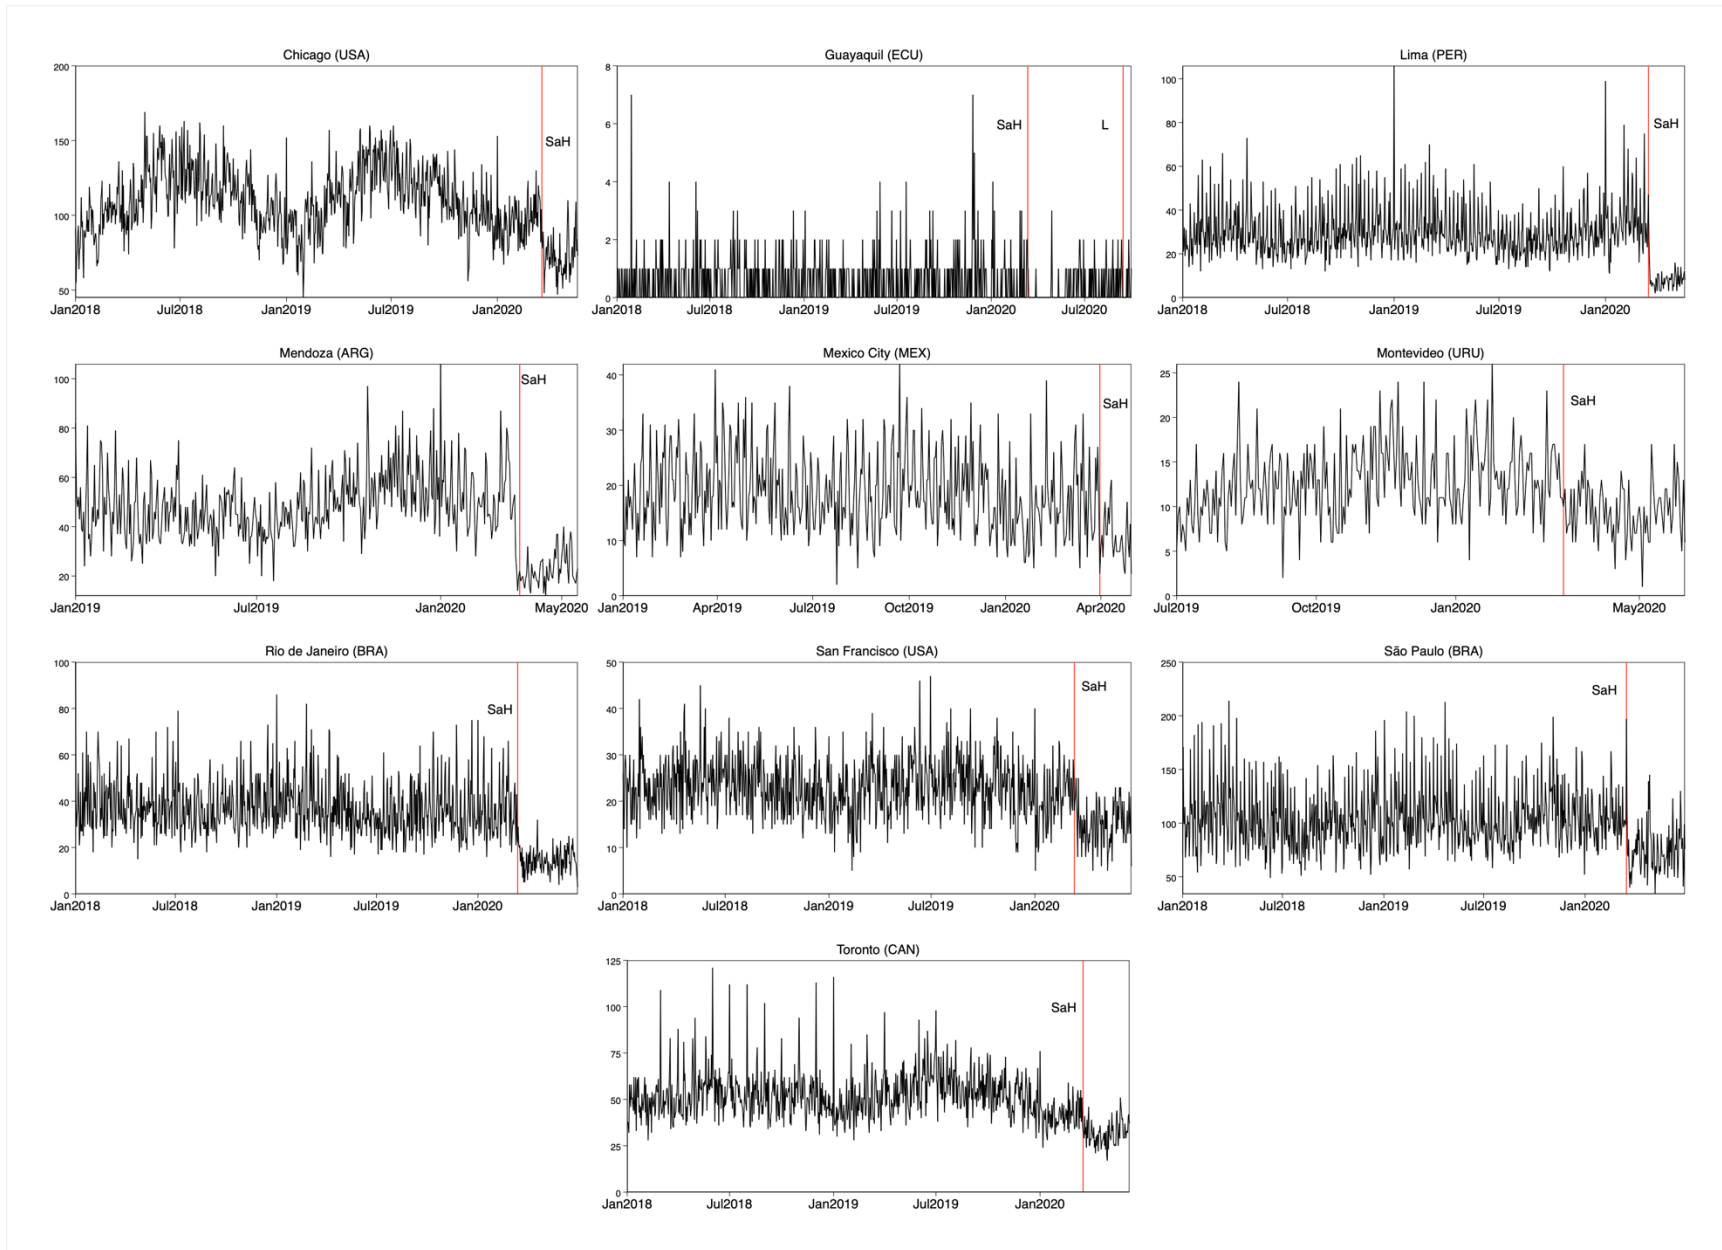 Chicago (USA)
200
150
100
50
SaH
Jan2018 Jul2018 Jan2019 Jul2019 Jan2020
Guayaquil (ECU)
8
6
4
2
0
SaH L
Jan2018 Jul2018 Jan2019 Jul2019 Jan2020 Jul2020
Lima (PER)
100
80
60
40
20
0
SaH
Jan2018 Jul2018 Jan2019 Jul2019 Jan2020
Mendoza (ARG)
100
80
60
40
20
SaH
Jan2019 Jul2019 Jan2020 May2020
Mexico City (MEX)
40
30
20
10
0
SaH
Jan2019 Apr2019 Jul2019 Oct2019 Jan2020 Apr2020
Montevideo (URU)
25
20
15
10
5
0
SaH
Jul2019 Oct2019 Jan2020 May2020
Rio de Janeiro (BRA)
100
80
60
40
20
0
SaH
Jan2018 Jul2018 Jan2019 Jul2019 Jan2020
San Francisco (USA)
50
40
30
20
10
0
SaH
Jan2018 Jul2018 Jan2019 Jul2019 Jan2020
São Paulo (BRA)
250
200
150
100
50
SaH
Jan2018 Jul2018 Jan2019 Jul2019 Jan2020
Toronto (CAN)
125
100
75
50
25
0
SaH
Jan2018 Jul2018 Jan2019 Jul2019 Jan2020